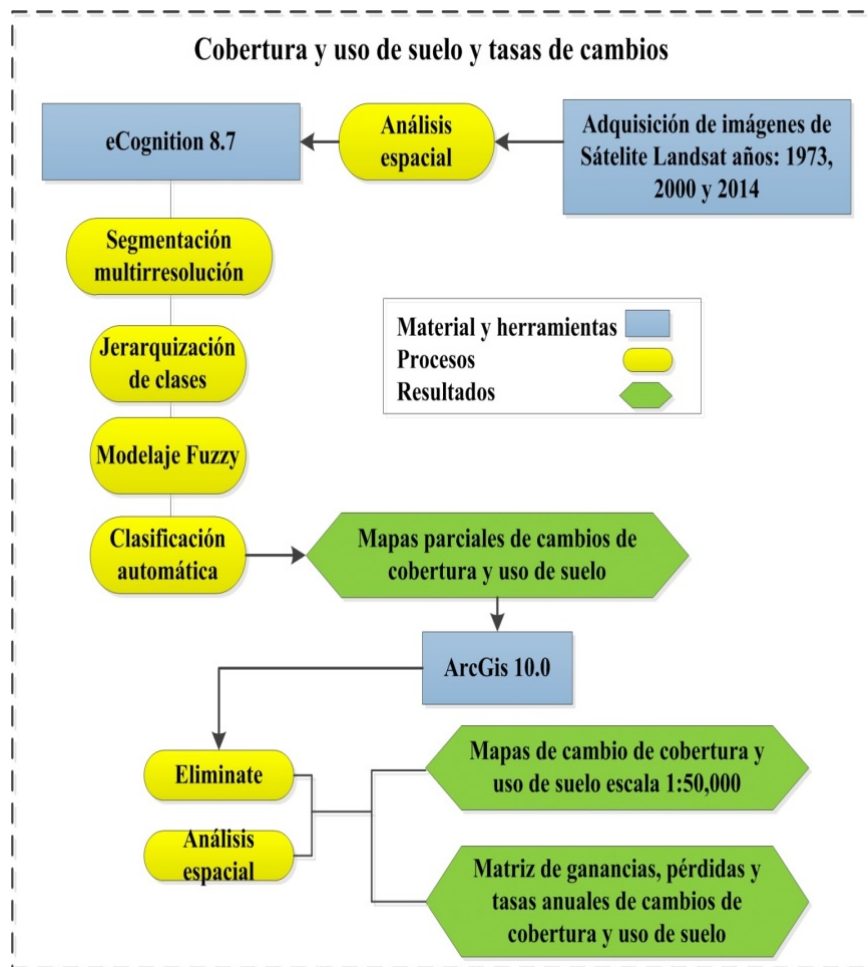 Cobertura y uso de suelo y tasas de cambios
eCognition 8.7
Análisis
espacial
Adquisición de imágenes de
Sátelite Landsat años: 1973,
2000 y 2014
Segmentación
multirresolución
Jerarquización
de clases
Modelaje Fuzzy
Clasificación
automática
Material y herramientas
Procesos
Resultados
Mapas parciales de cambios de
cobertura y uso de suelo
ArcGis 10.0
Eliminate
Análisis
espacial
Mapas de cambio de cobertura y
uso de suelo escala 1:50,000
Matriz de ganancias, pérdidas y
tasas anuales de cambios de
cobertura y uso de suelo